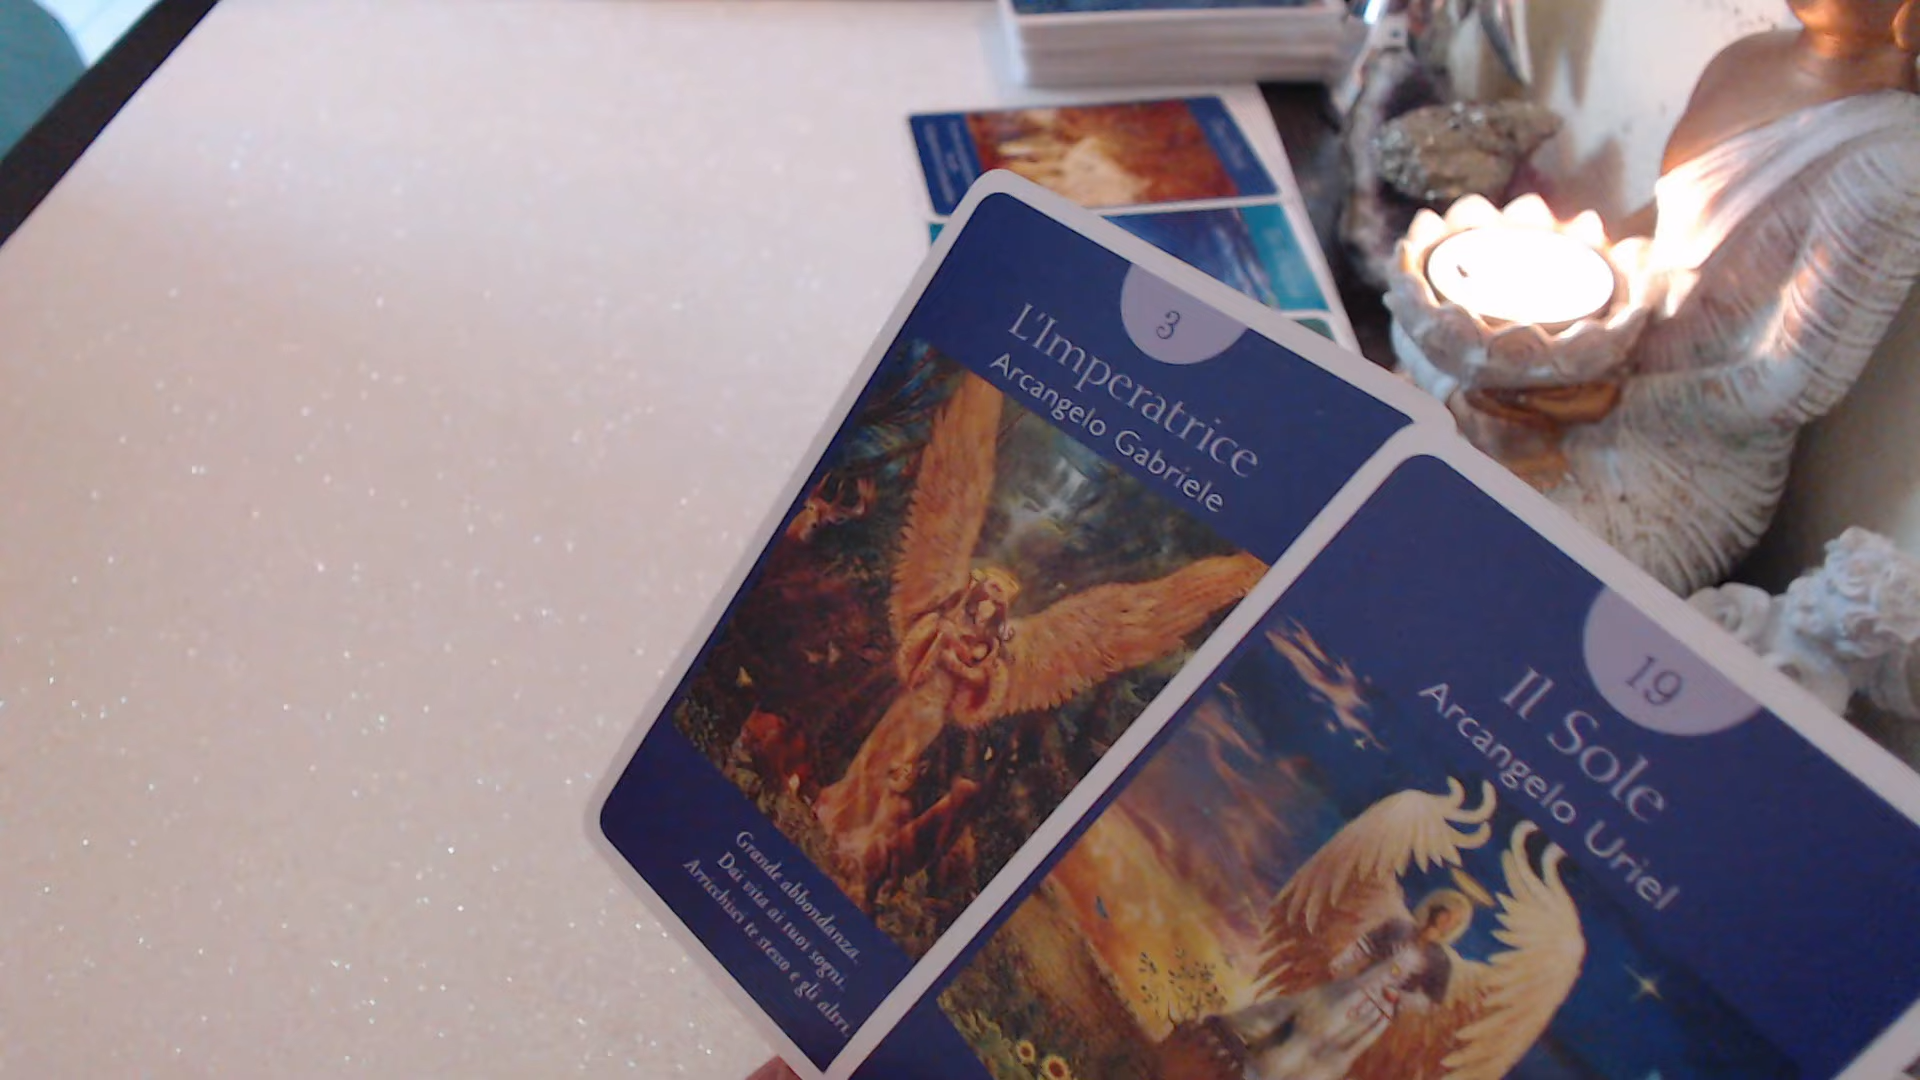 3
L'Imperatrice
Arcangelo Gabriele
Grande abbondanza.
Dai vita ai tuoi sogni.
Arricchisci te stesso e gli altri.
19
Il Sole
Arcangelo Uriel